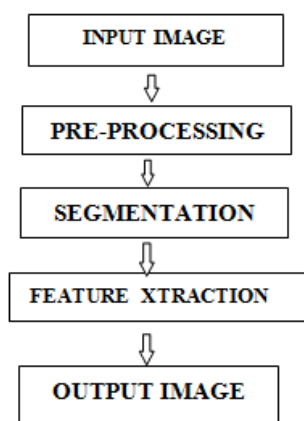 INPUT IMAGE
PRE-PROCESSING
SEGMENTATION
FEATURE XTRACTION
OUTPUT IMAGE